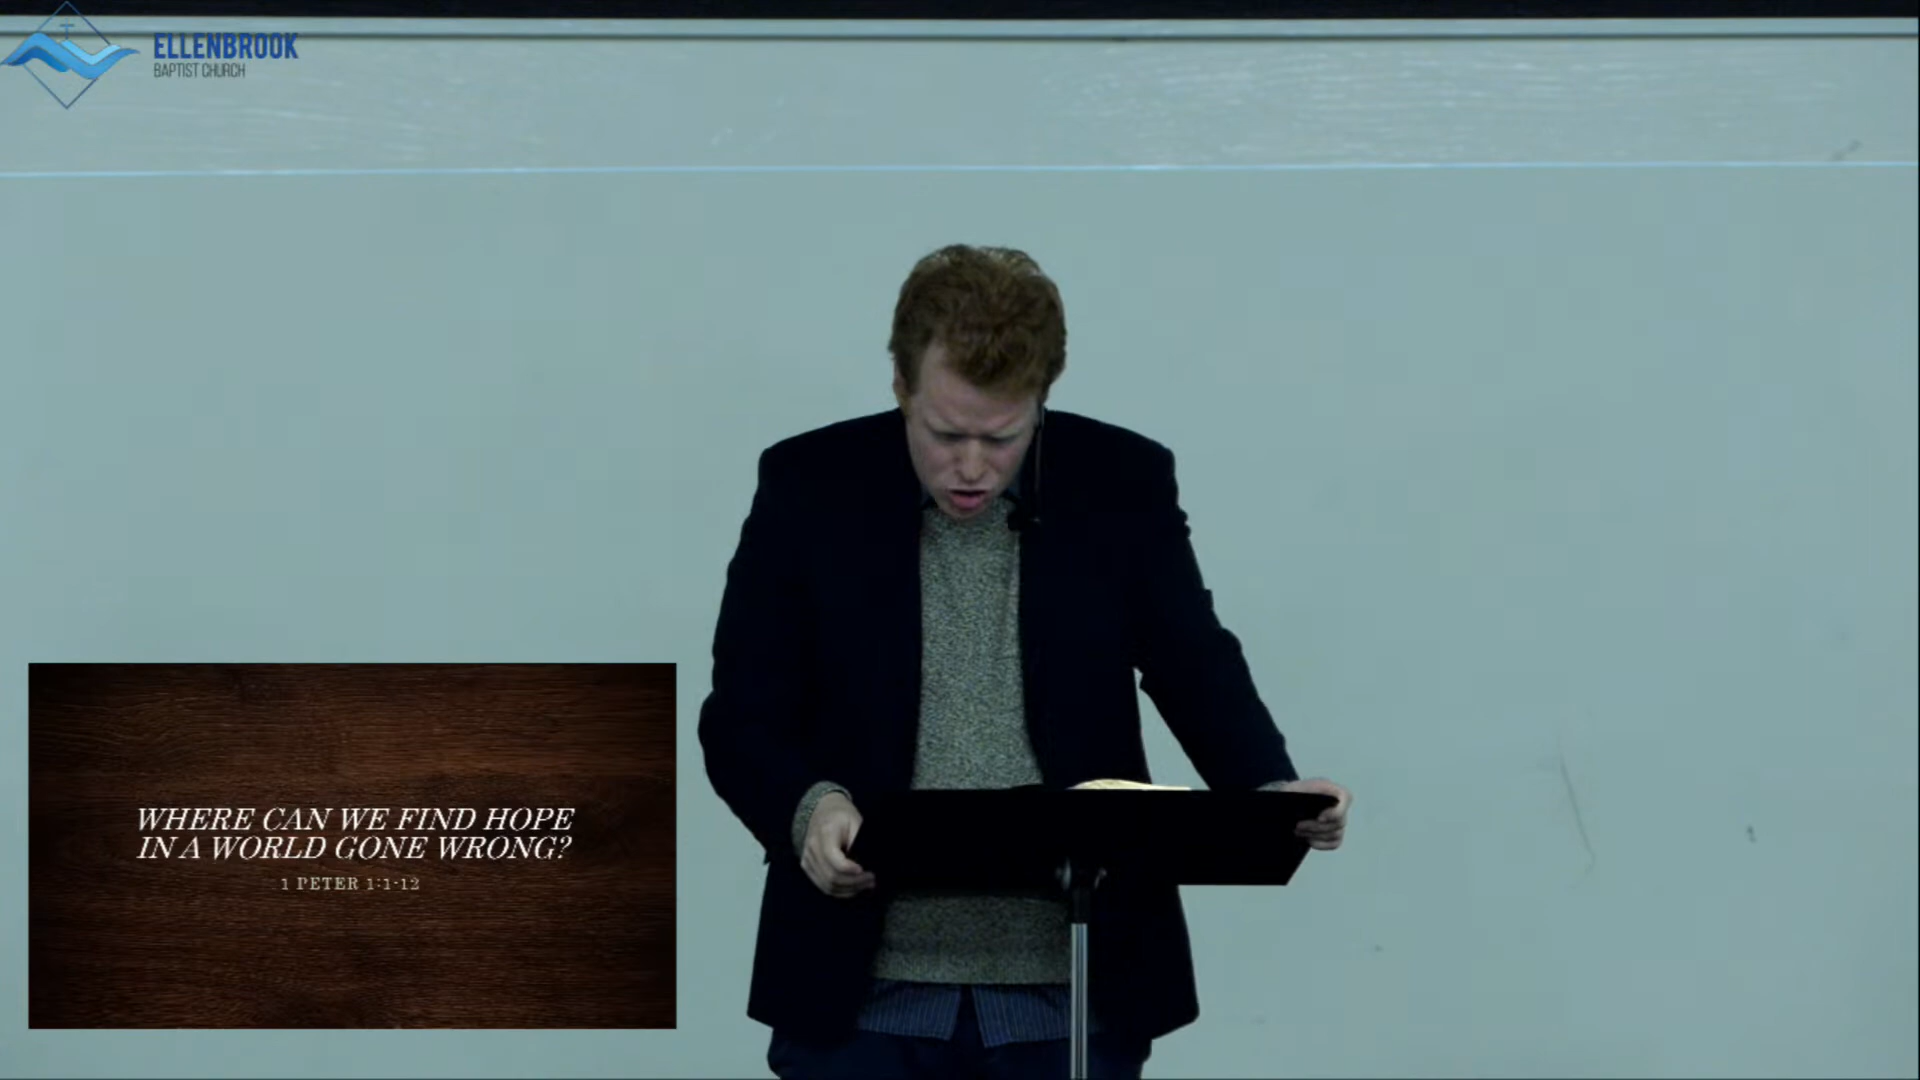 ELLENBROOK
BAPTIST CHURCH
WHERE CAN WE FIND HOPE
IN A WORLD GONE WRONG?
1 PETER 1:1-12